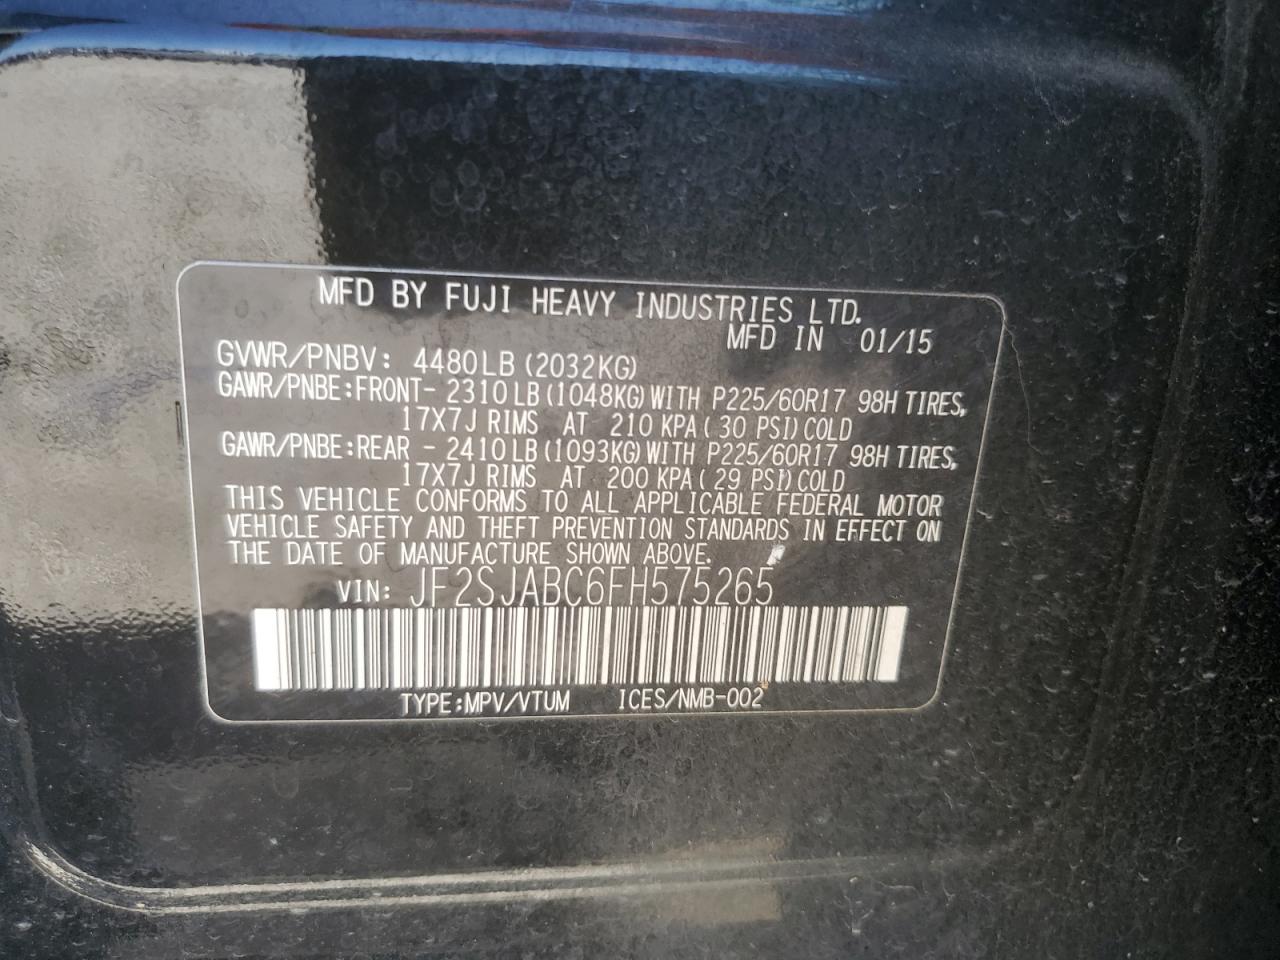 MFD BY FUJI HEAVY INDUSTRIES LTD.
MFD IN 01/15
GVWR/PNBV: 4480LB (2032KG)
GAWR/PNBE:FRONT- 2310LB(1048KG)WITH P225/60R17 98H TIRES,
17X7J RIMS AT 210 KPA(30 PSI)COLD
GAWR/PNBE:REAR - 2410LB(1093KG)WITH P225/60R17 98H TIRES,
17X7J RIMS AT 200 KPA(29 PSI)COLD
THIS VEHICLE CONFORMS TO ALL APPLICABLE FEDERAL MOTOR
VEHICLE SAFETY AND THEFT PREVENTION STANDARDS IN EFFECT ON
THE DATE OF MANUFACTURE SHOWN ABOVE.
VIN: JF2SJABC6FH575265
TYPE:MPV/VTUM ICES/NMB-002